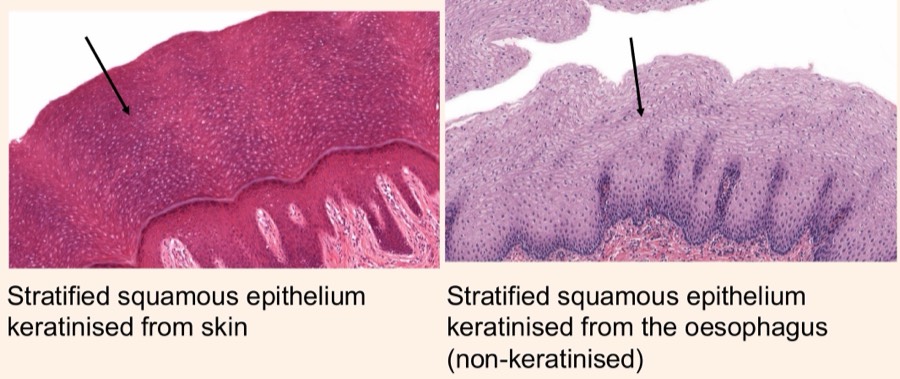 Stratified squamous epithelium
keratinised from skin
Stratified squamous epithelium
keratinised from the oesophagus
(non-keratinised)